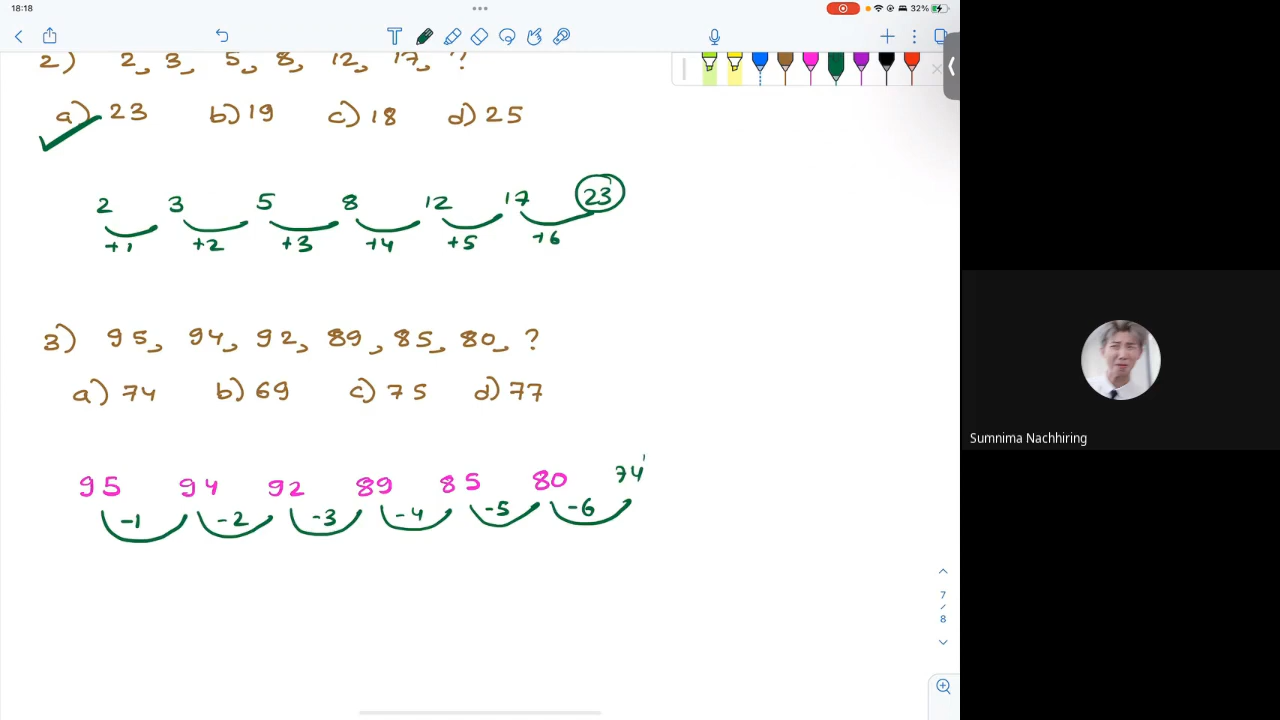 18:18
32%
2) 2, 3, 5, 8, 12, 17, ?
a) 23 b) 19 c) 18 d) 25
2 3 5 8 12 17 23
+1 +2 +3 +4 +5 +6
3) 95, 94, 92, 89, 85, 80, ?
a) 74 b) 69 c) 75 d) 77
95 94 92 89 85 80 74
-1 -2 -3 -4 -5 -6
7
/
8
Sumnima Nachhiring